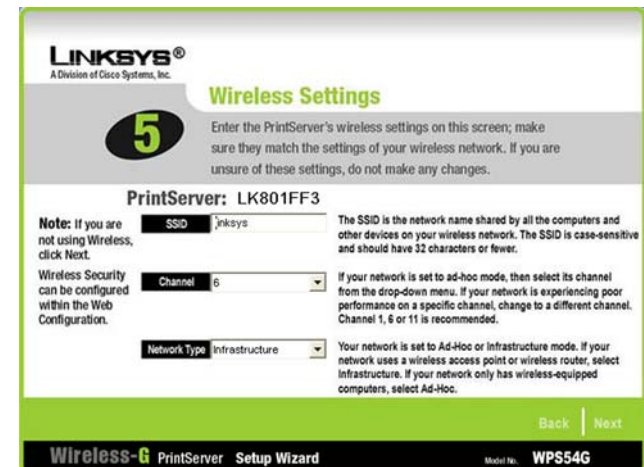 LINKSYS®
A Division of Cisco Systems, Inc.
Wireless Settings
5
Enter the PrintServer's wireless settings on this screen; make
sure they match the settings of your wireless network. If you are
unsure of these settings, do not make any changes.
PrintServer: LK801FF3
Note: If you are
not using Wireless,
click Next.
SSID
linksys
The SSID is the network name shared by all the computers and
other devices on your wireless network. The SSID is case-sensitive
and should have 32 characters or fewer.
Wireless Security
can be configured
within the Web
Configuration.
Channel
6
If your network is set to ad-hoc mode, then select its channel
from the drop-down menu. If your network is experiencing poor
performance on a specific channel, change to a different channel.
Channel 1, 6 or 11 is recommended.
Network Type
Infrastructure
Your network is set to Ad-Hoc or Infrastructure mode. If your
network uses a wireless access point or wireless router, select
Infrastructure. If your network only has wireless-equipped
computers, select Ad-Hoc.
Back
Next
Wireless-G PrintServer Setup Wizard
Model No. WPS54G